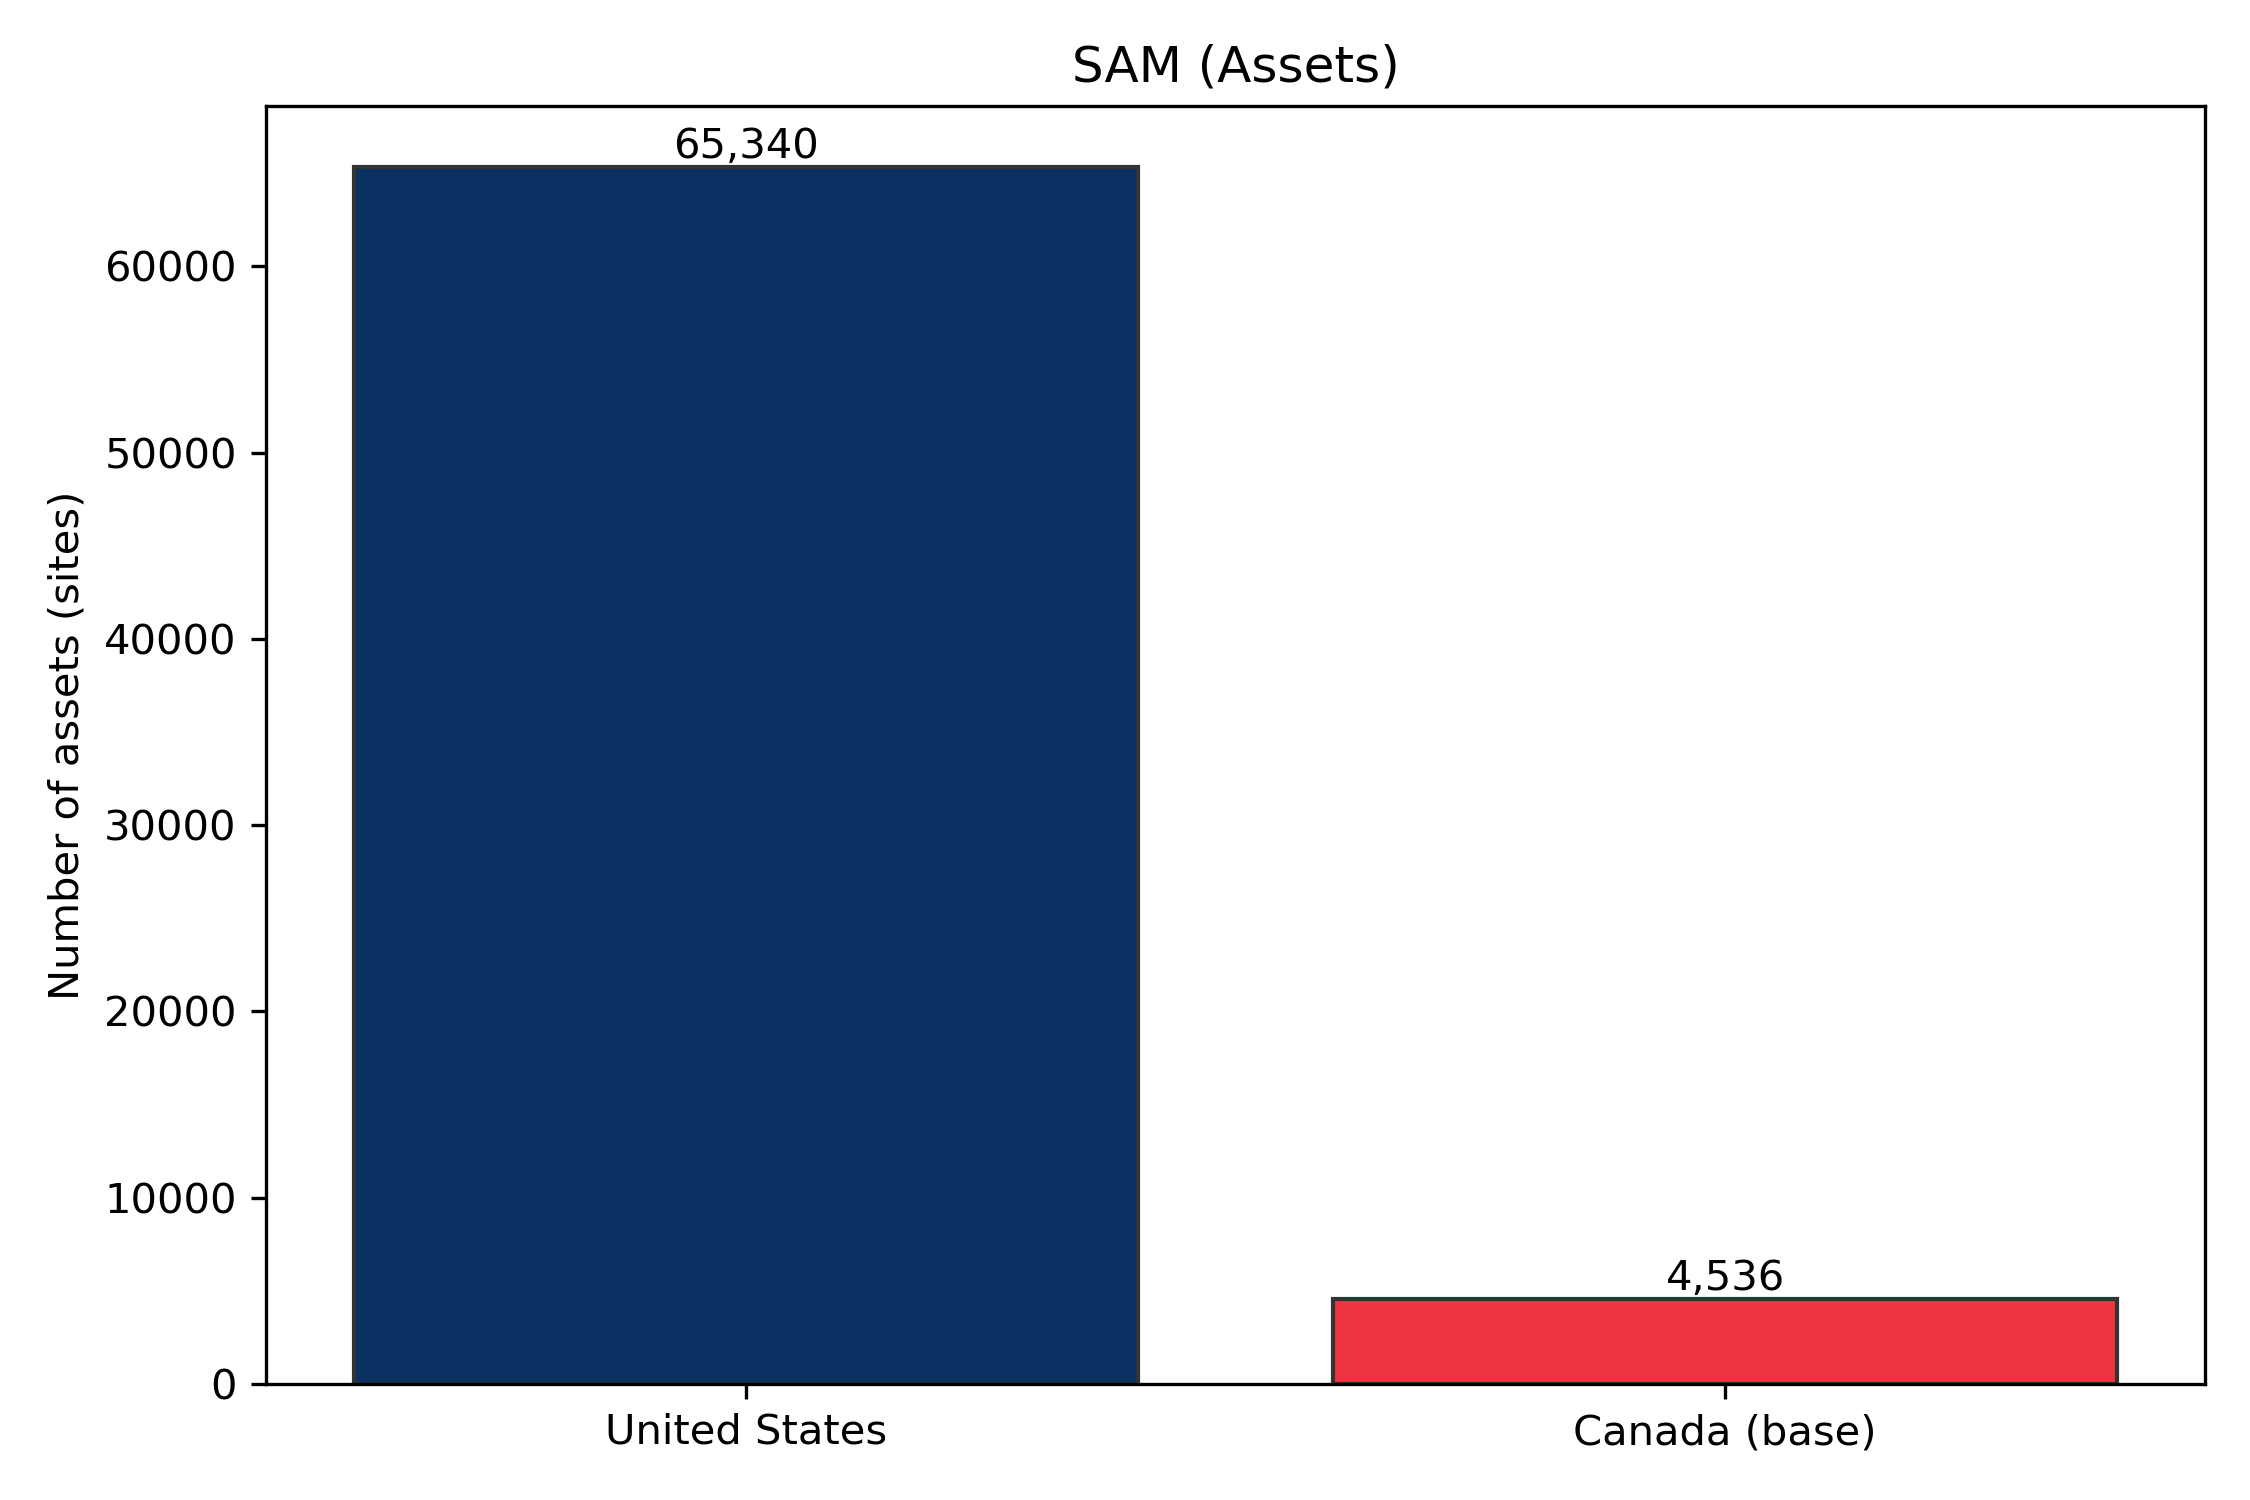 SAM (Assets)
65,340
4,536
Number of assets (sites)
60000
50000
40000
30000
20000
10000
0
United States
Canada (base)